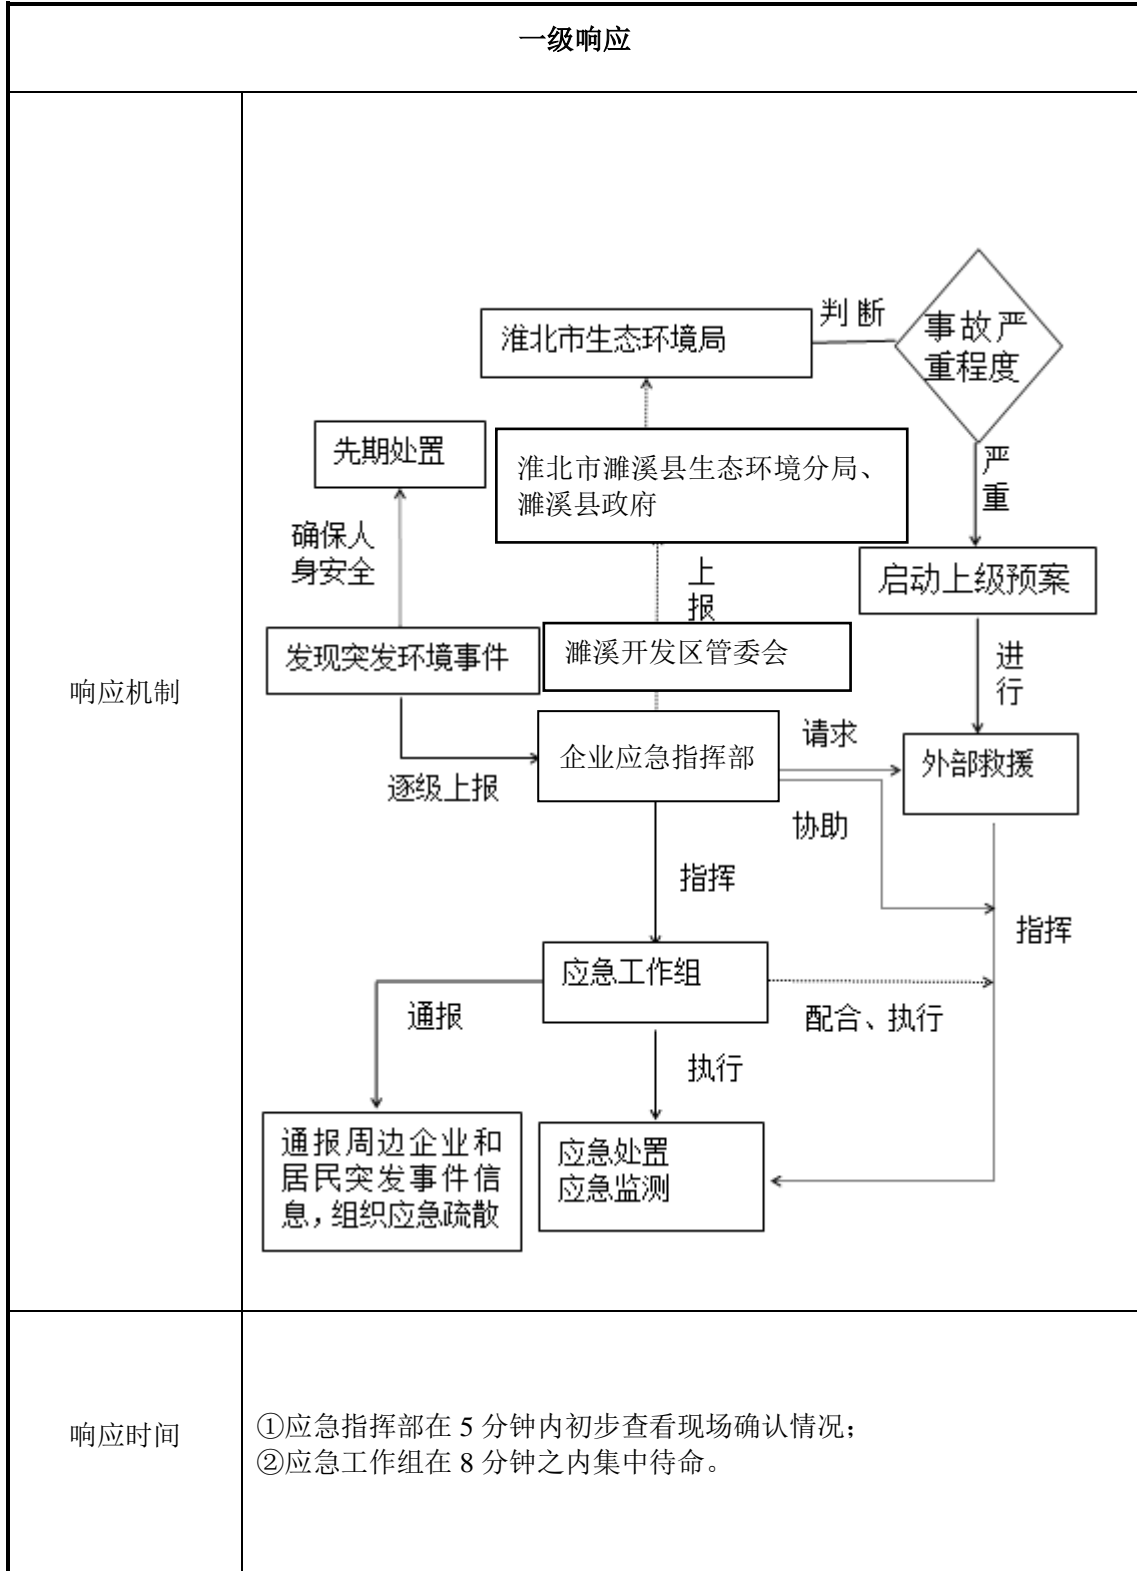 一级响应
响应机制
判断
淮北市生态环境局
事故严
重程度
先期处置
淮北市濉溪县生态环境分局、
濉溪县政府
严
重
确保人
身安全
上
报
启动上级预案
发现突发环境事件
濉溪开发区管委会
进
行
企业应急指挥部
请求
外部救援
逐级上报
协助
指挥
指挥
应急工作组
通报
配合、执行
执行
通报周边企业和
居民突发事件信
息，组织应急疏散
应急处置
应急监测
响应时间
①应急指挥部在 5 分钟内初步查看现场确认情况；
②应急工作组在 8 分钟之内集中待命。